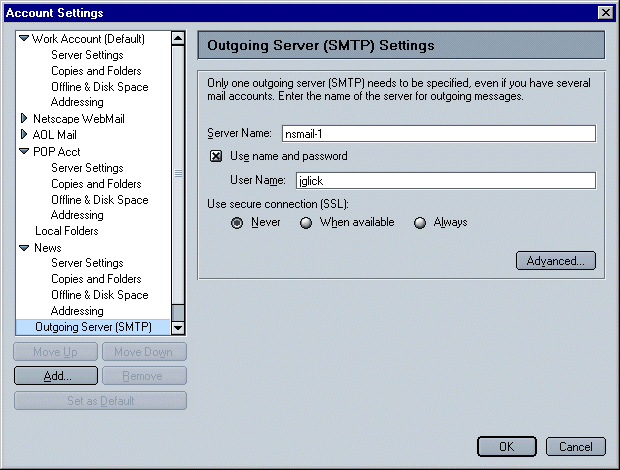 Account Settings
Work Account (Default)
Server Settings
Copies and Folders
Offline & Disk Space
Addressing
Netscape WebMail
AOL Mail
POP Acct
Server Settings
Copies and Folders
Offline & Disk Space
Addressing
Local Folders
News
Server Settings
Copies and Folders
Offline & Disk Space
Addressing
Outgoing Server (SMTP)
Move Up
Move Down
Add...
Remove
Set as Default
Outgoing Server (SMTP) Settings
Only one outgoing server (SMTP) needs to be specified, even if you have several
mail accounts. Enter the name of the server for outgoing messages.
Server Name: nsmail-1
Use name and password
User Name: jglick
Use secure connection (SSL):
Never When available Always
Advanced...
OK Cancel